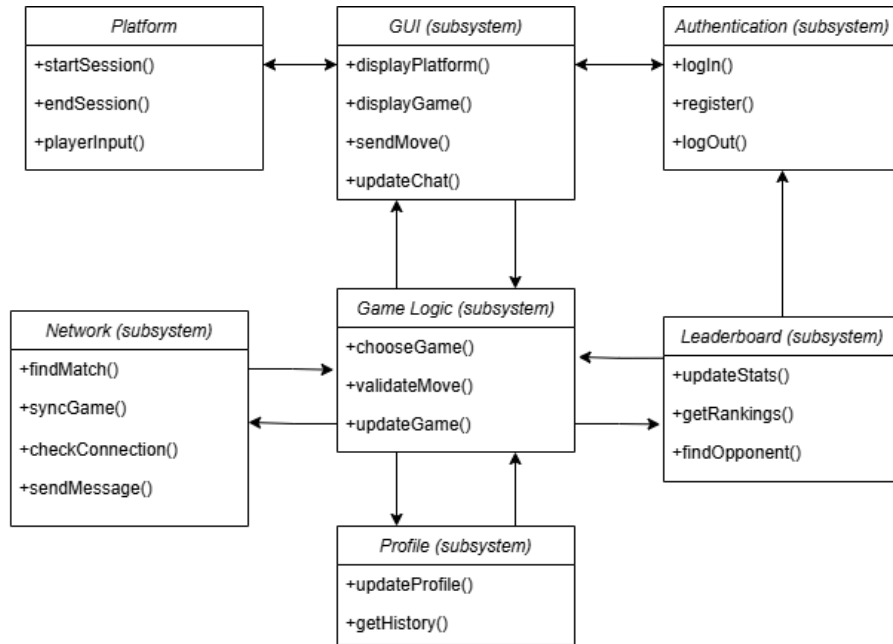 Platform
+startSession()
+endSession()
+playerInput()
GUI (subsystem)
+displayPlatform()
+displayGame()
+sendMove()
+updateChat()
Authentication (subsystem)
+logIn()
+register()
+logOut()
Network (subsystem)
+findMatch()
+syncGame()
+checkConnection()
+sendMessage()
Game Logic (subsystem)
+chooseGame()
+validateMove()
+updateGame()
Leaderboard (subsystem)
+updateStats()
+getRankings()
+findOpponent()
Profile (subsystem)
+updateProfile()
+getHistory()